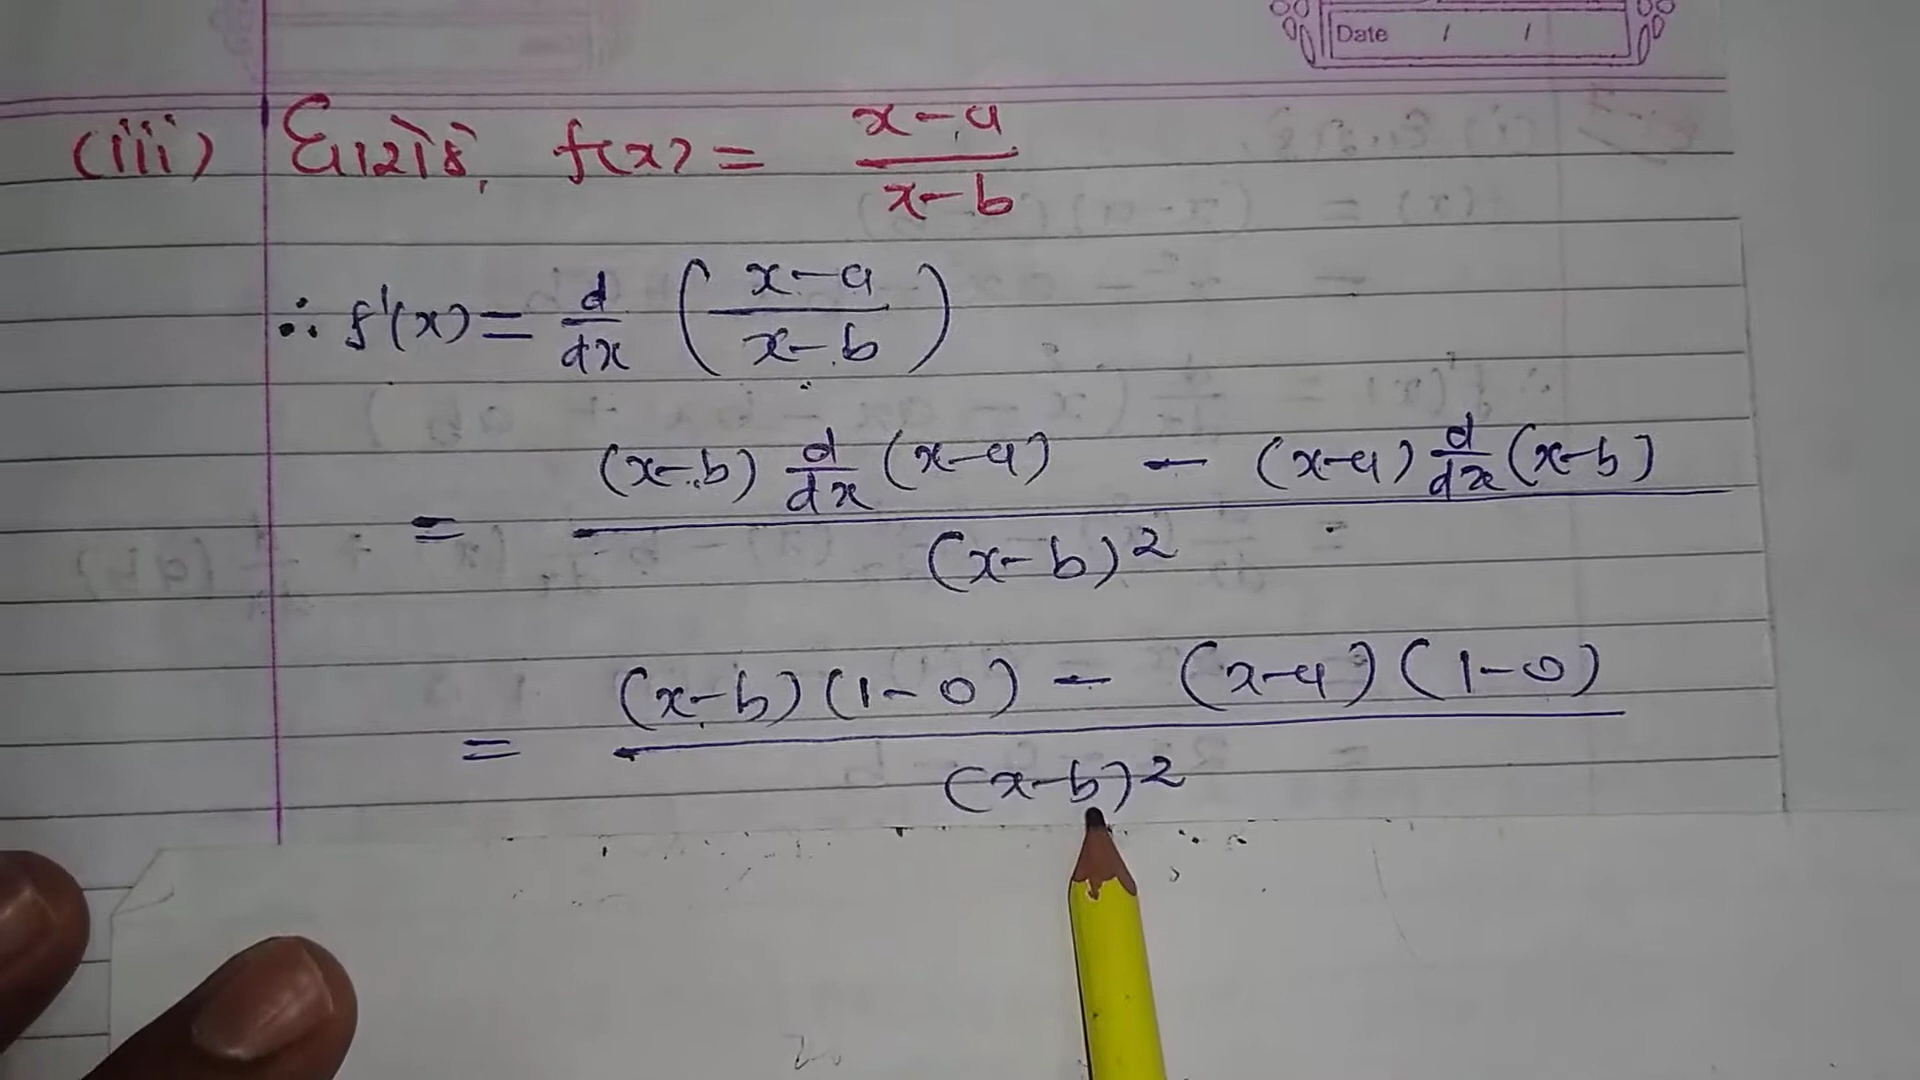 Date / /
(iii) ધારો કે, f(x) = x-a / x-b
∴ f'(x) = d/dx (x-a / x-b)
= (x-b) d/dx (x-a) - (x-a) d/dx (x-b) / (x-b)²
= (x-b)(1-0) - (x-a)(1-0) / (x-b)²